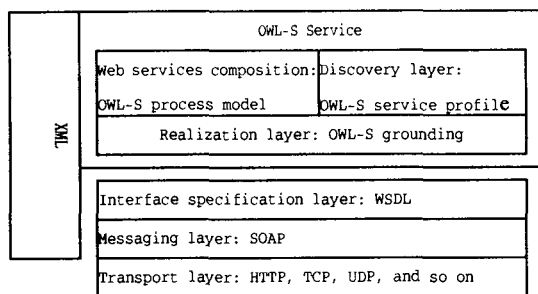 OWL-S Service
Web services composition:
OWL-S process model
Discovery layer:
OWL-S service profile
Realization layer: OWL-S grounding
XML
Interface specification layer: WSDL
Messaging layer: SOAP
Transport layer: HTTP, TCP, UDP, and so on